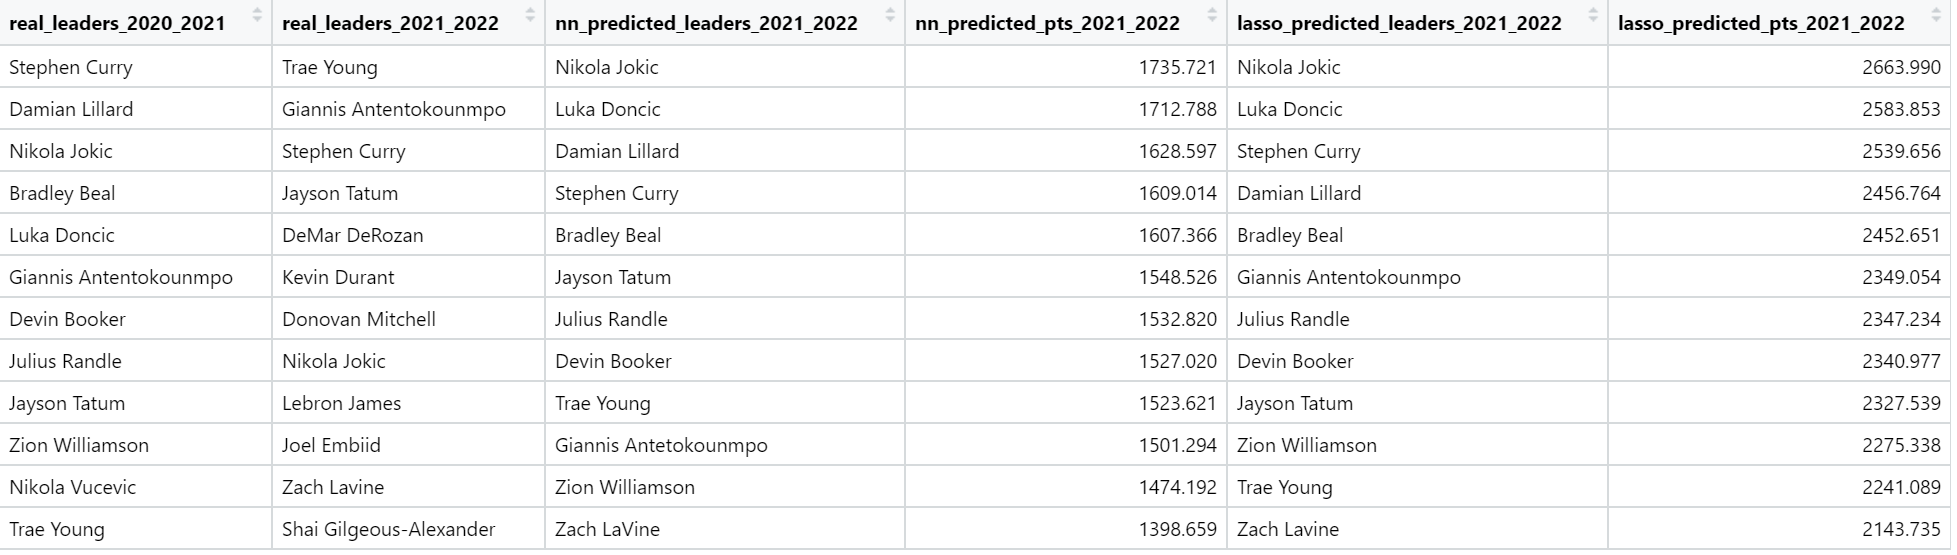 real_leaders_2020_2021 real_leaders_2021_2022 nn_predicted_leaders_2021_2022 nn_predicted_pts_2021_2022 lasso_predicted_leaders_2021_2022 lasso_predicted_pts_2021_2022
Stephen Curry Trae Young Nikola Jokic 1735.721 Nikola Jokic 2663.990
Damian Lillard Giannis Antentokounmpo Luka Doncic 1712.788 Luka Doncic 2583.853
Nikola Jokic Stephen Curry Damian Lillard 1628.597 Stephen Curry 2539.656
Bradley Beal Jayson Tatum Stephen Curry 1609.014 Damian Lillard 2456.764
Luka Doncic DeMar DeRozan Bradley Beal 1607.366 Bradley Beal 2452.651
Giannis Antentokounmpo Kevin Durant Jayson Tatum 1548.526 Giannis Antentokounmpo 2349.054
Devin Booker Donovan Mitchell Julius Randle 1532.820 Julius Randle 2347.234
Julius Randle Nikola Jokic Devin Booker 1527.020 Devin Booker 2340.977
Jayson Tatum Lebron James Trae Young 1523.621 Jayson Tatum 2327.539
Zion Williamson Joel Embiid Giannis Antetokounmpo 1501.294 Zion Williamson 2275.338
Nikola Vucevic Zach Lavine Zion Williamson 1474.192 Trae Young 2241.089
Trae Young Shai Gilgeous-Alexander Zach LaVine 1398.659 Zach Lavine 2143.735